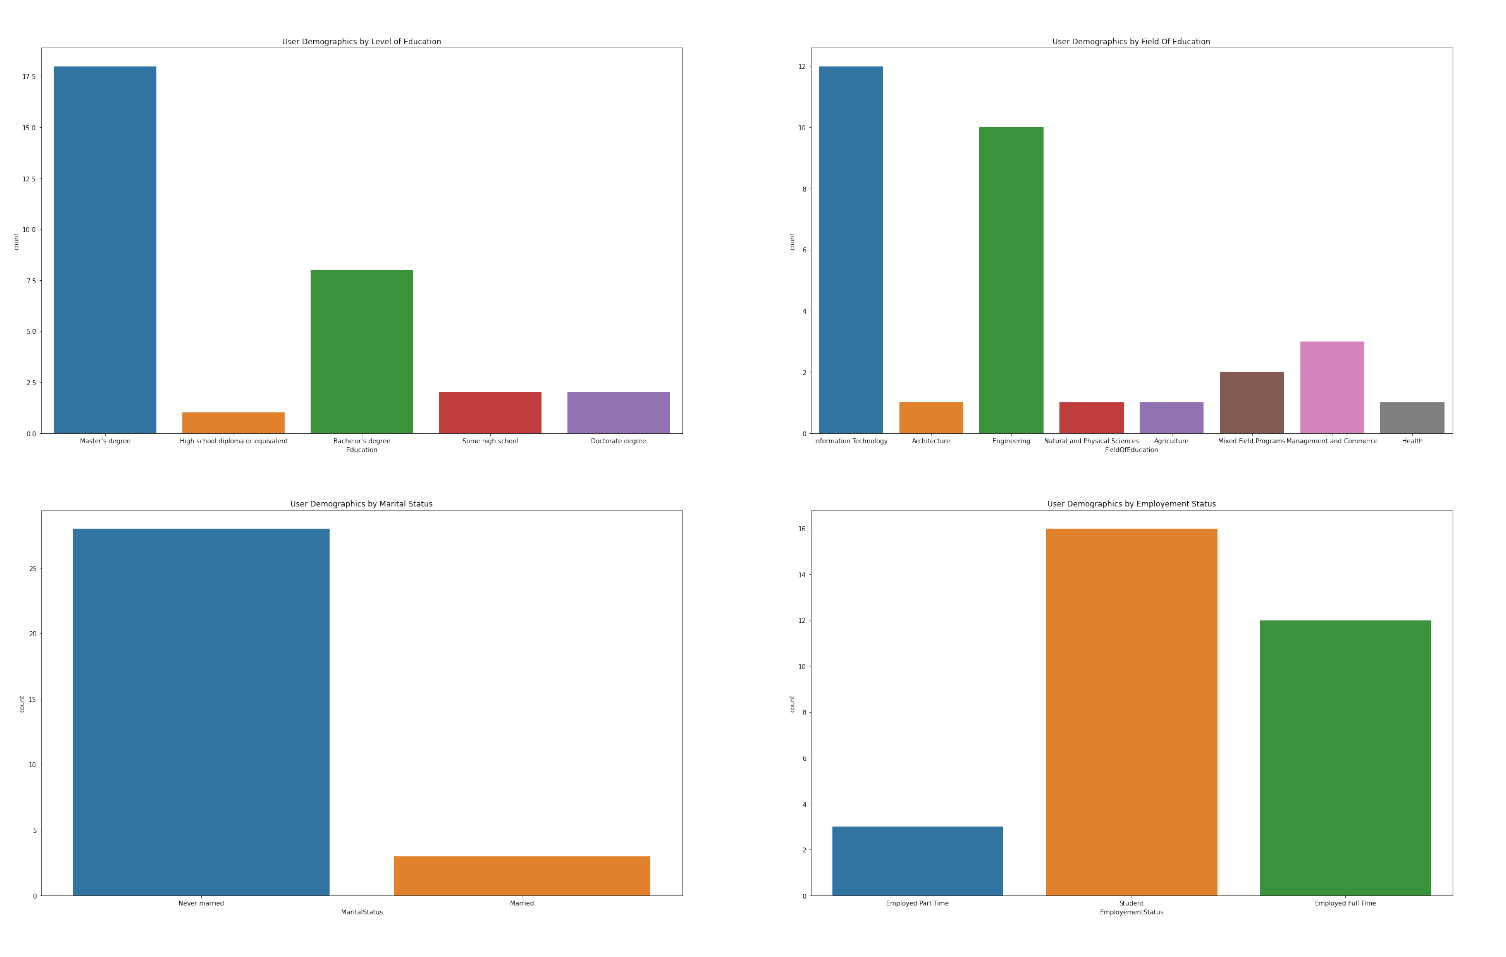 User Demographics by Level of Education
17.5
15.0
12.5
10.0
7.5
5.0
2.5
0.0
count
Master's degree
High school diploma or equivalent
Bachelor's degree
Some high school
Doctorate degree
Education
User Demographics by Field Of Education
12
10
8
6
4
2
0
count
Information Technology
Architecture
Engineering
Natural and Physical Sciences
Agriculture
Mixed Field Programs
Management and Commerce
Health
FieldOfEducation
User Demographics by Marital Status
25
20
15
10
5
0
count
Never married
Married
MaritalStatus
User Demographics by Employement Status
16
14
12
10
8
6
4
2
0
count
Employed Part Time
Student
Employed Full Time
EmployementStatus